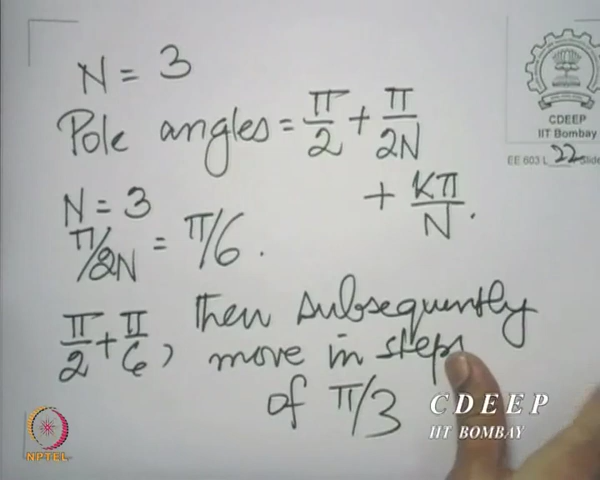 N = 3
Pole angles = π/2 + π/2N
+ Kπ/N.
N = 3
π/2N = π/6.
π/2 + π/6, then subsequently
move in steps
of π/3
CDEEP
IIT Bombay
EE 603 L 22 Slide
CDEEP
IIT BOMBAY
NPTEL